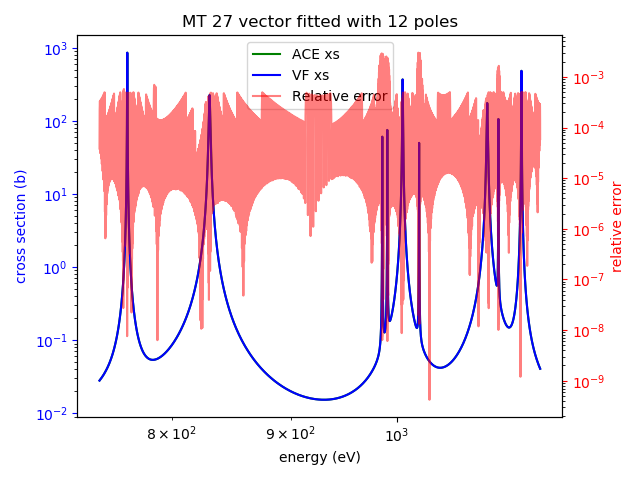 MT 27 vector fitted with 12 poles
ACE xs
VF xs
Relative error
cross section (b)
10³
10²
10¹
10⁰
10⁻¹
10⁻²
relative error
10⁻³
10⁻⁴
10⁻⁵
10⁻⁶
10⁻⁷
10⁻⁸
10⁻⁹
8 × 10²
9 × 10²
10³
energy (eV)